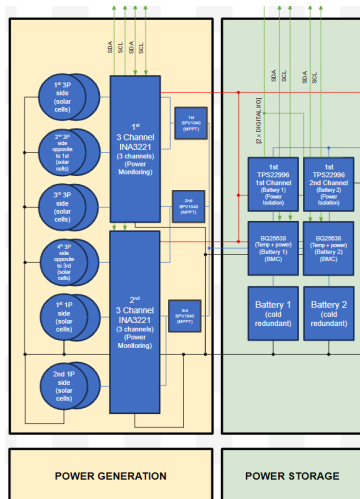 SDA
SCL
SDA
SCL
SDA
SCL
SDA
SCL
[2 x DIGITAL I/O]
1st 3P
side
(solar
cells)
2nd 3P
side
opposite
to 1st
(solar
cells)
3rd 3P
side
(solar
cells)
4th 3P
side
opposite
to 3rd
(solar
cells)
1st 1P
side
(solar
cells)
2nd 1P
side
(solar
cells)
1st
3 Channel
INA3221
(3 channels)
(Power
Monitoring)
2nd
3 Channel
INA3221
(3 channels)
(Power
Monitoring)
1st
SPV1040
(MPPT)
2nd
SPV1040
(MPPT)
3rd
SPV1040
(MPPT)
1st
TPS22996
1st Channel
(Battery 1)
(Power
Isolation)
1st
TPS22996
2nd Channel
(Battery 2)
(Power
Isolation)
BQ25638
(Temp + power)
(Battery 1)
(BMC)
BQ25638
(Temp + power)
(Battery 2)
(BMC)
Battery 1
(cold
redundant)
Battery 2
(cold
redundant)
POWER GENERATION
POWER STORAGE